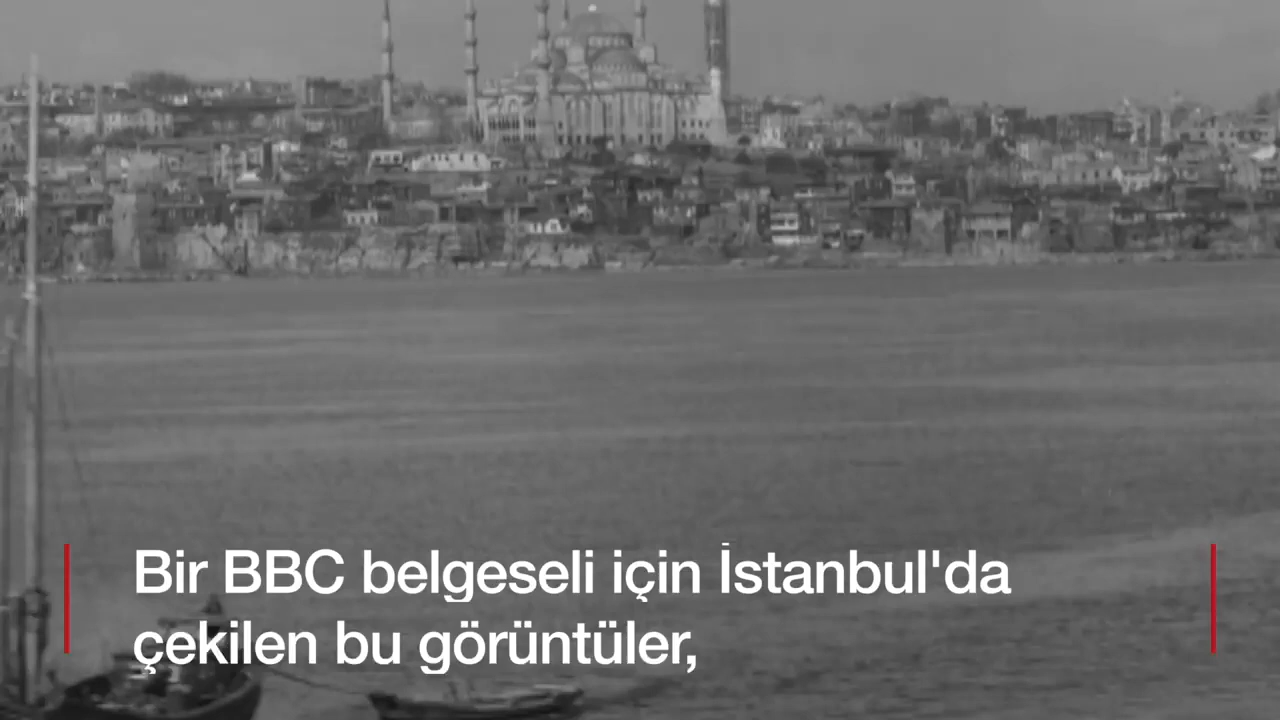 Bir BBC belgeseli için İstanbul'da
çekilen bu görüntüler,